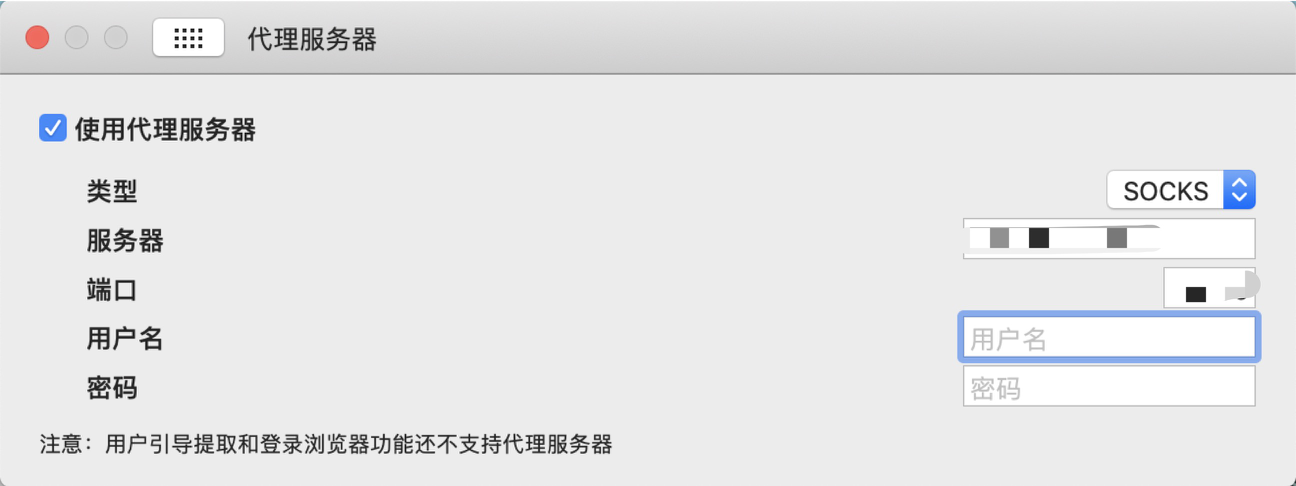 代理服务器
使用代理服务器
类型 SOCKS
服务器
端口
用户名 用户名
密码 密码
注意：用户引导提取和登录浏览器功能还不支持代理服务器